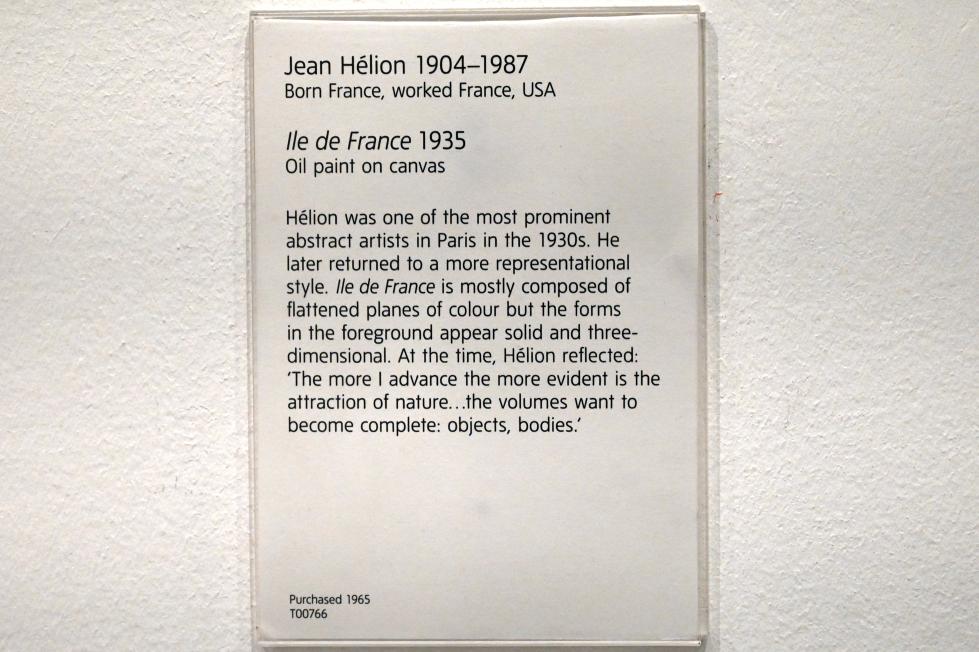 Jean Hélion 1904–1987
Born France, worked France, USA
Ile de France 1935
Oil paint on canvas
Hélion was one of the most prominent
abstract artists in Paris in the 1930s. He
later returned to a more representational
style. Ile de France is mostly composed of
flattened planes of colour but the forms
in the foreground appear solid and three-
dimensional. At the time, Hélion reflected:
‘The more I advance the more evident is the
attraction of nature…the volumes want to
become complete: objects, bodies.’
Purchased 1965
T00766